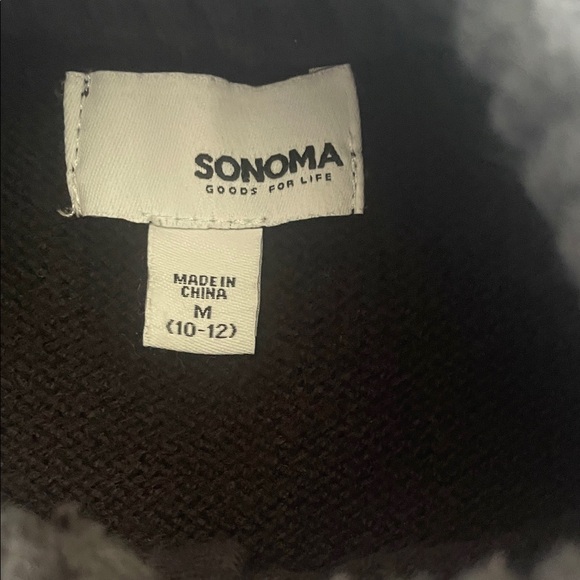 SONOMA
GOODS FOR LIFE
MADE IN
CHINA
M
(10-12)